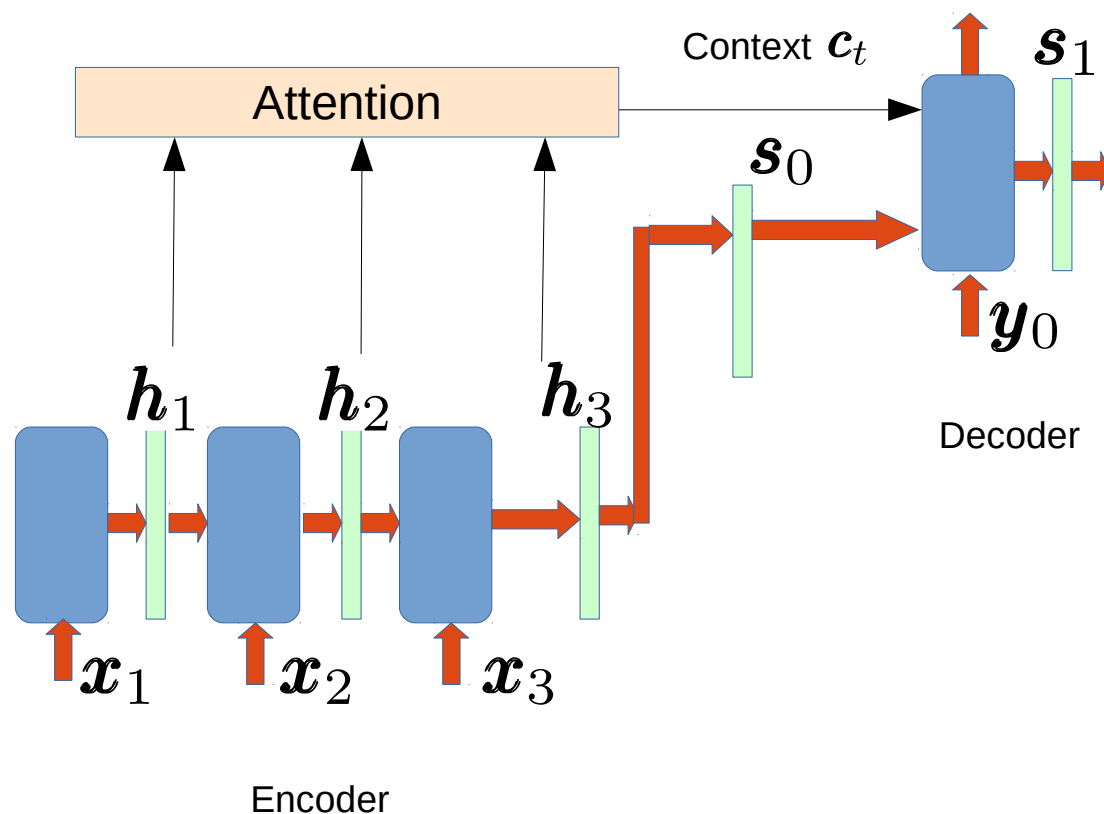 Context c_t
s_1
Attention
s_0
y_0
h_1 h_2 h_3
Decoder
x_1 x_2 x_3
Encoder